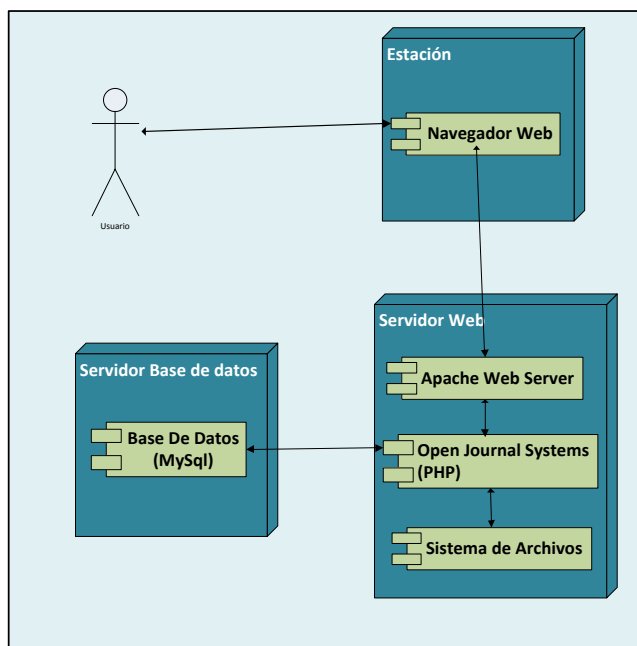 Estación
Navegador Web
Usuario
Servidor Web
Apache Web Server
Open Journal Systems
(PHP)
Sistema de Archivos
Servidor Base de datos
Base De Datos
(MySql)